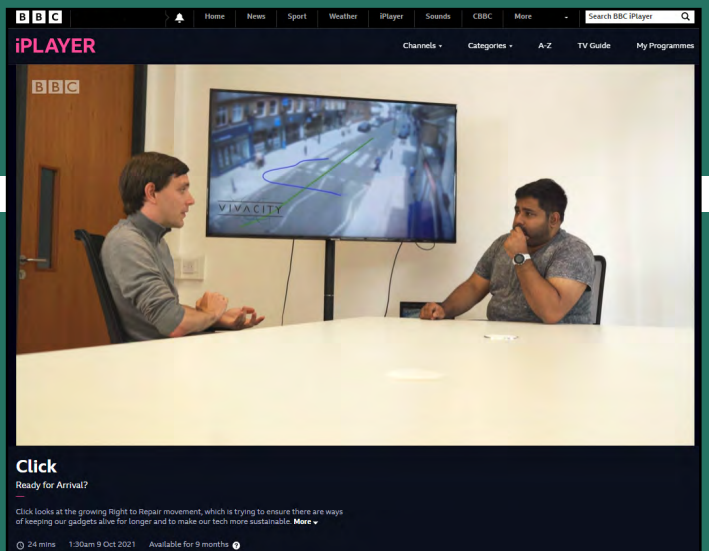 BBC
Home News Sport Weather iPlayer Sounds CBBC More Search BBC iPlayer
iPLAYER
Channels Categories A-Z TV Guide My Programmes
BBC
VIVACITY
Click
Ready for Arrival?
Click looks at the growing Right to Repair movement, which is trying to ensure there are ways
of keeping our gadgets alive for longer and to make our tech more sustainable. More
24 mins 1:30am 9 Oct 2021 Available for 9 months ?